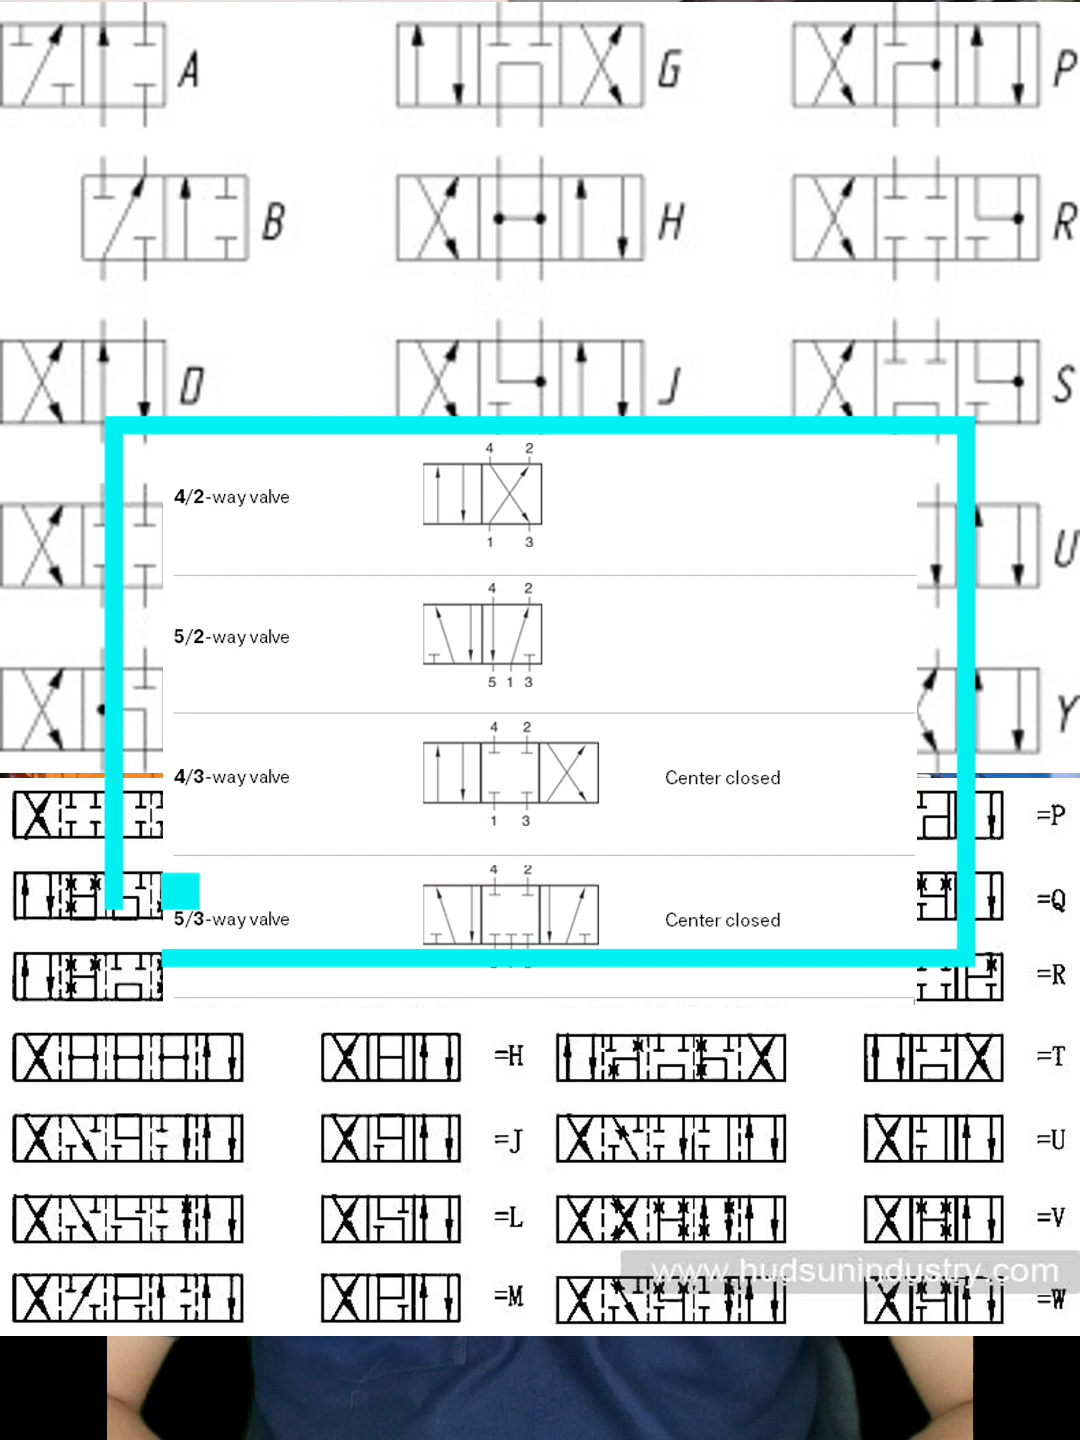 A
G
P
B
H
R
D
J
S
4 2
4/2-way valve
1 3
U
4 2
5/2-way valve
5 1 3
Y
4 2
4/3-way valve
Center closed
1 3
=P
4 2
=Q
5/3-way valve
Center closed
=R
=H
=T
=J
=U
=L
=V
www.hudsunindustry.com
=M
=W